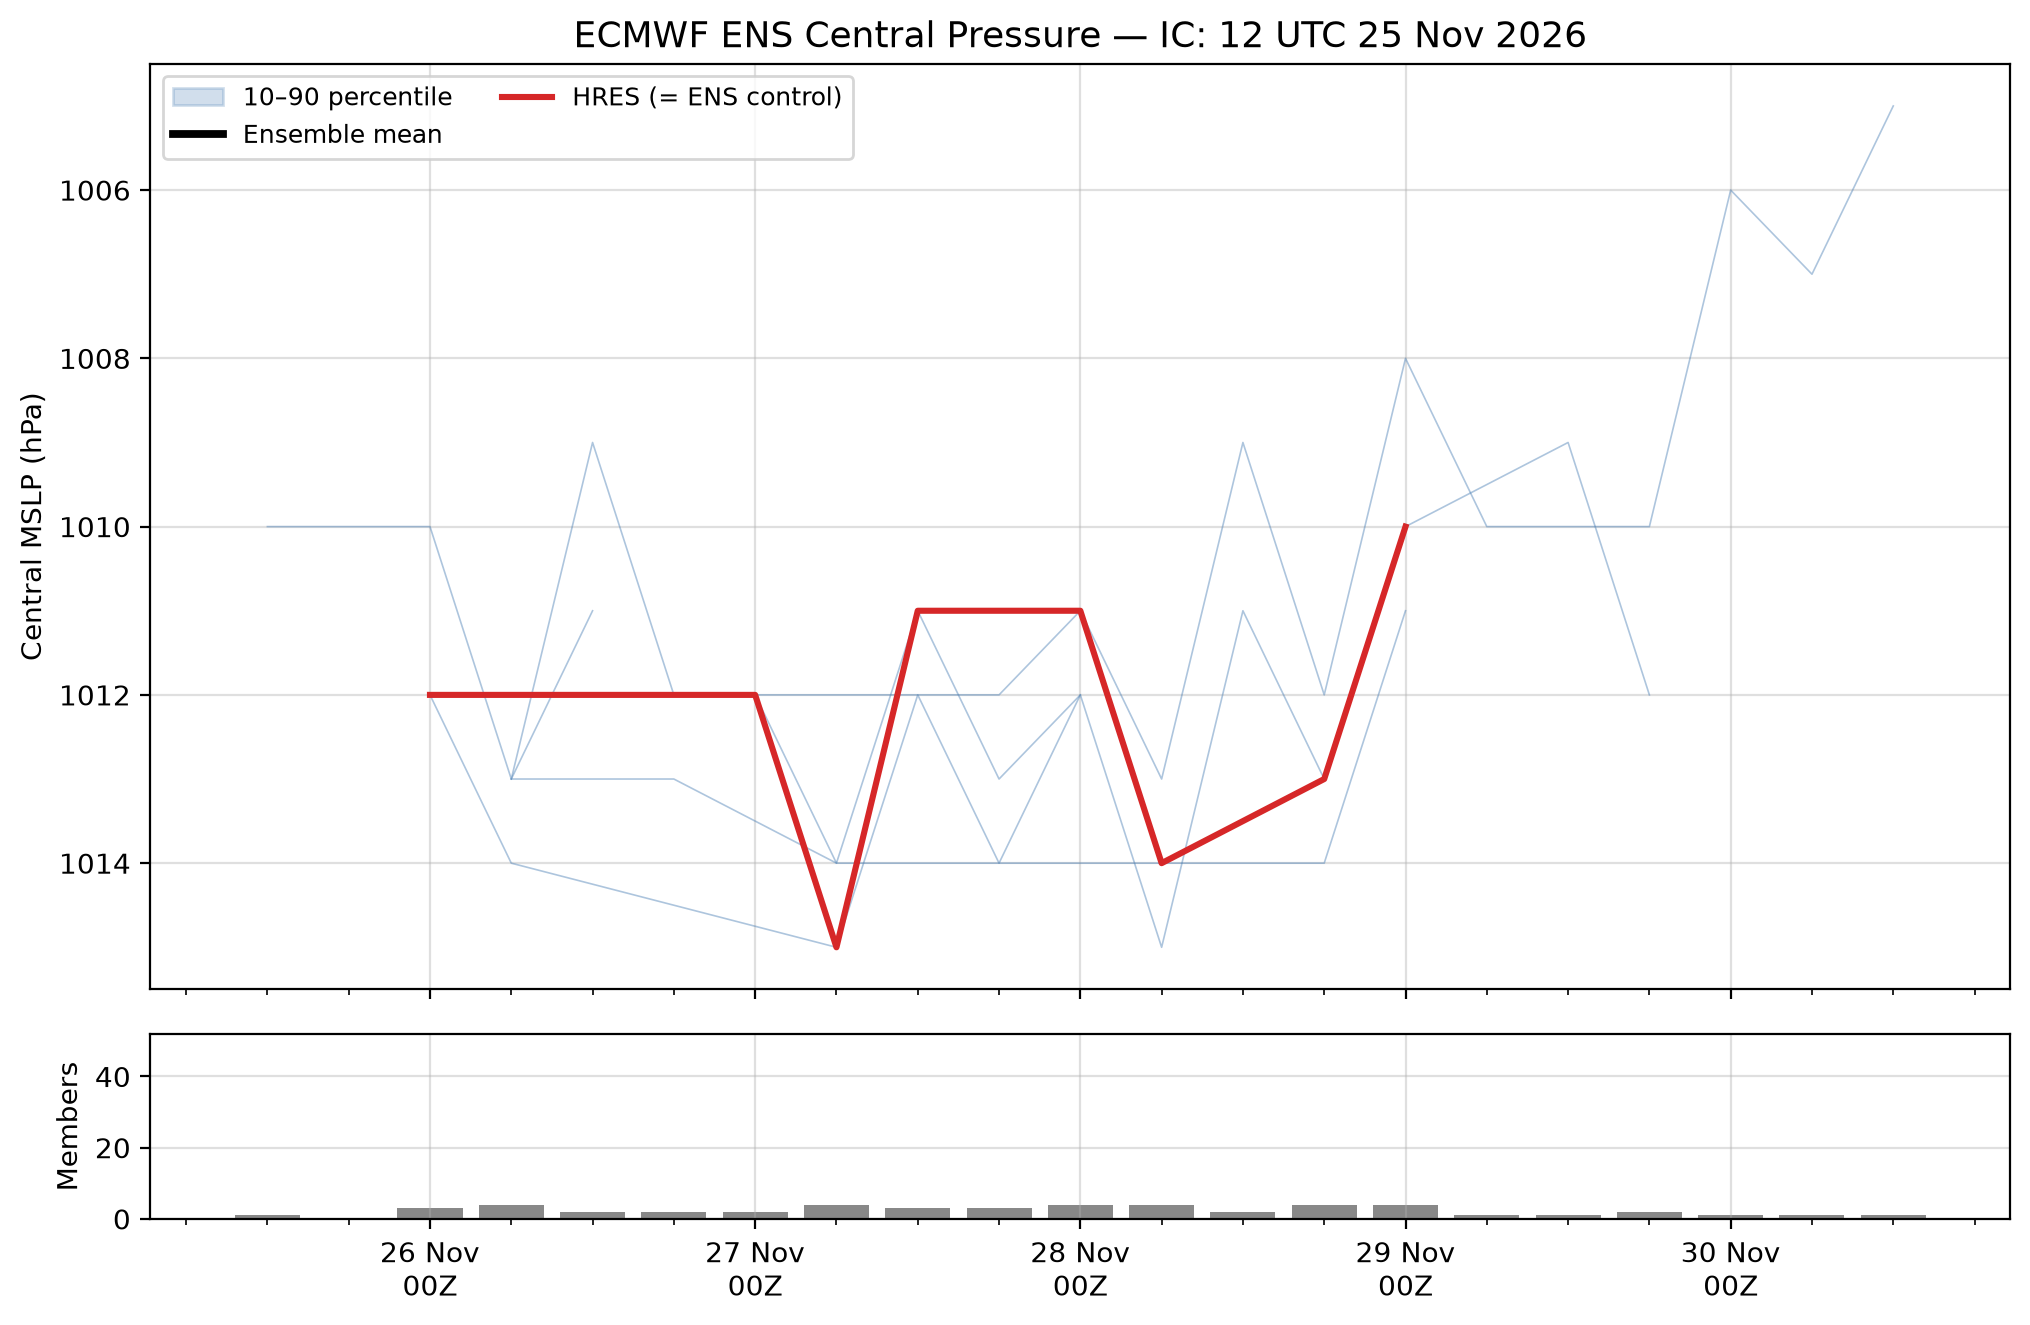 ECMWF ENS Central Pressure — IC: 12 UTC 25 Nov 2026
10–90 percentile
Ensemble mean
HRES (= ENS control)
Central MSLP (hPa)
1006
1008
1010
1012
1014
Members
40
20
0
26 Nov
00Z
27 Nov
00Z
28 Nov
00Z
29 Nov
00Z
30 Nov
00Z